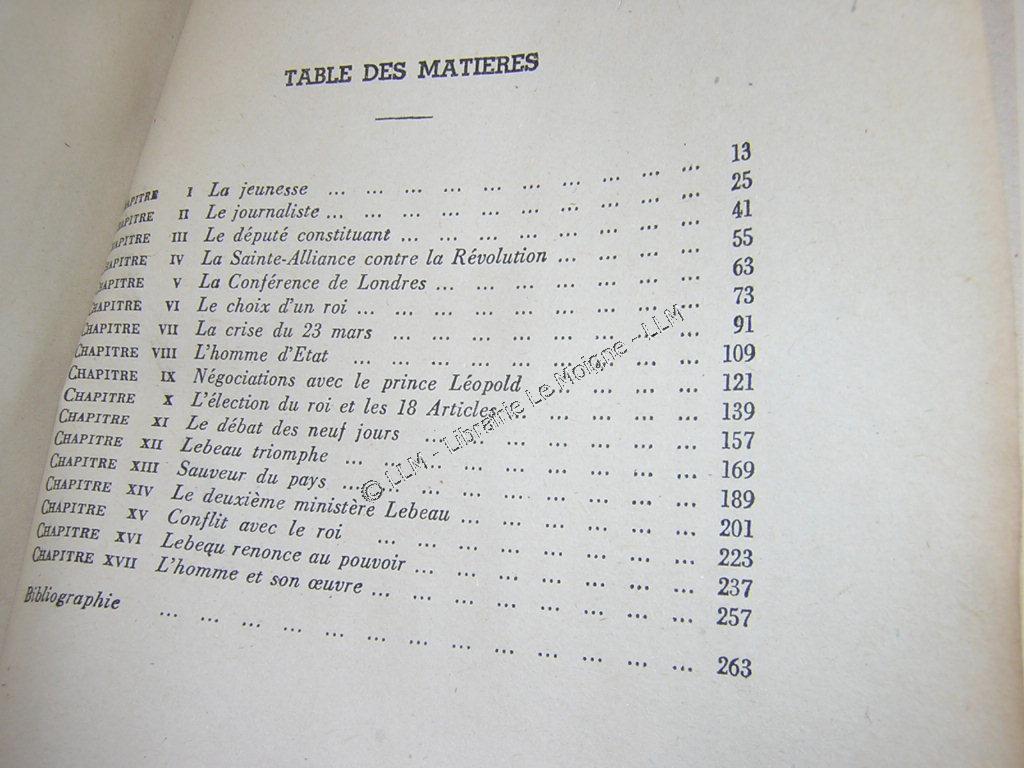 TABLE DES MATIERES
CHAPITRE I La jeunesse ... ... ... ... ... ... ... ... ... ... 13
CHAPITRE II Le journaliste ... ... ... ... ... ... ... ... ... ... 25
CHAPITRE III Le député constituant ... ... ... ... ... ... ... ... 41
CHAPITRE IV La Sainte-Alliance contre la Révolution ... ... ... ... 55
CHAPITRE V La Conférence de Londres ... ... ... ... ... ... ... 63
CHAPITRE VI Le choix d'un roi ... ... ... ... ... ... ... ... ... 73
CHAPITRE VII La crise du 23 mars ... ... ... ... ... ... ... ... 91
CHAPITRE VIII L'homme d'Etat ... ... ... ... ... ... ... ... ... 109
CHAPITRE IX Négociations avec le prince Léopold ... ... ... ... 121
CHAPITRE X L'élection du roi et les 18 Articles ... ... ... ... ... 139
CHAPITRE XI Le débat des neuf jours ... ... ... ... ... ... ... 157
CHAPITRE XII Lebeau triomphe ... ... ... ... ... ... ... ... ... 169
CHAPITRE XIII Sauveur du pays ... ... ... ... ... ... ... ... ... 189
CHAPITRE XIV Le deuxième ministère Lebeau ... ... ... ... ... ... 201
CHAPITRE XV Conflit avec le roi ... ... ... ... ... ... ... ... 223
CHAPITRE XVI Lebeau renonce au pouvoir ... ... ... ... ... ... ... 237
CHAPITRE XVII L'homme et son œuvre ... ... ... ... ... ... ... ... 257
Bibliographie ... ... ... ... ... ... ... ... ... ... ... ... ... 263
© LLM - Librairie Le Moigne - LLM